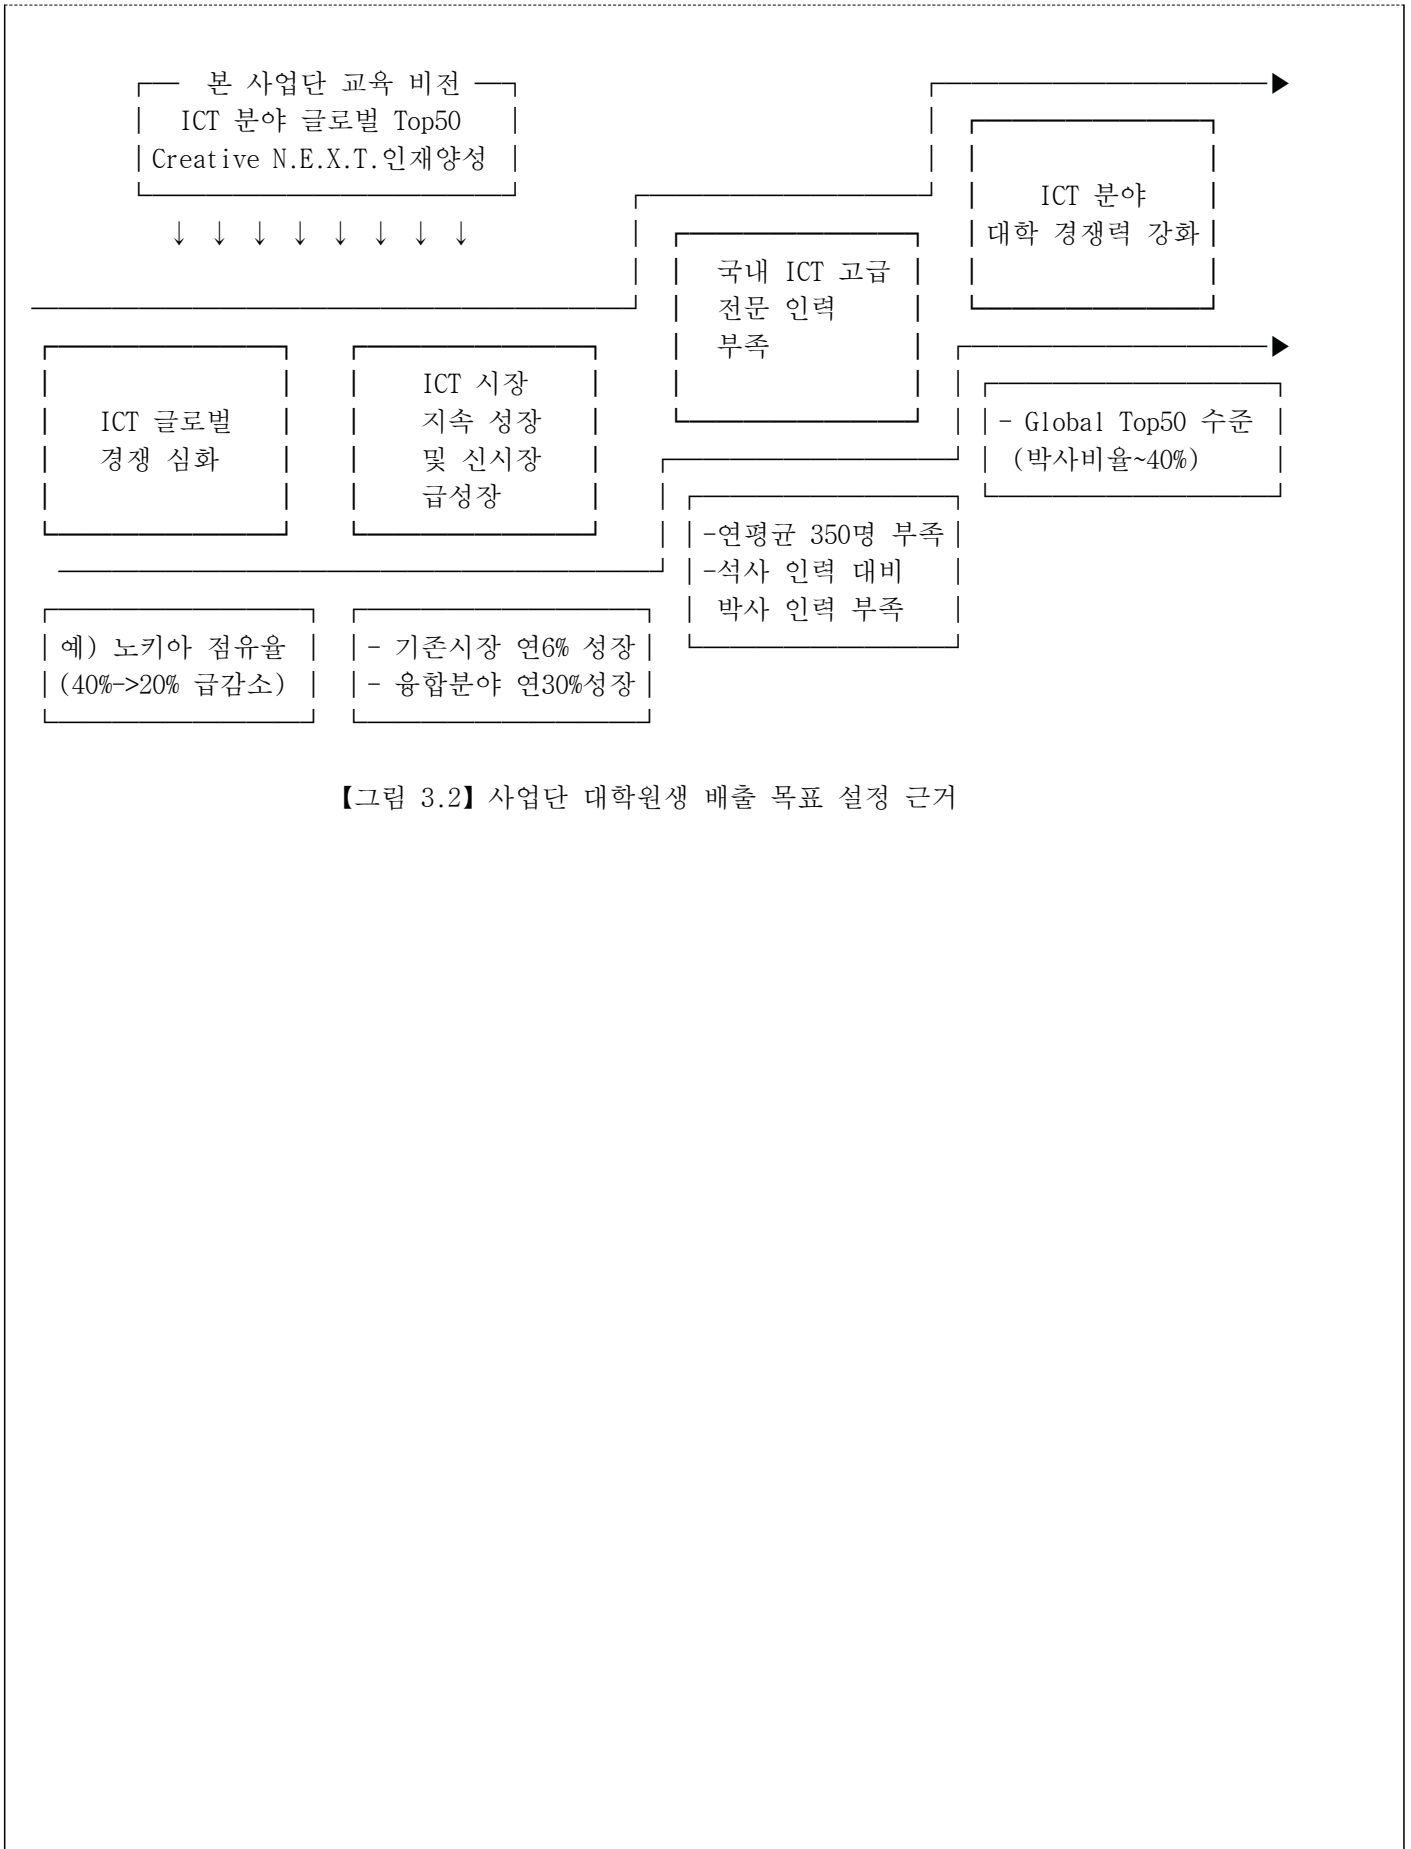 본 사업단 교육 비전
ICT 분야 글로벌 Top50
Creative N.E.X.T.인재양성
↓ ↓ ↓ ↓ ↓ ↓ ↓ ↓
ICT 글로벌
경쟁 심화
ICT 시장
지속 성장
및 신시장
급성장
국내 ICT 고급
전문 인력
부족
ICT 분야
대학 경쟁력 강화
예) 노키아 점유율
(40%->20% 급감소)
- 기존시장 연6% 성장
- 융합분야 연30%성장
-연평균 350명 부족
-석사 인력 대비
박사 인력 부족
- Global Top50 수준
(박사비율~40%)
【그림 3.2】 사업단 대학원생 배출 목표 설정 근거